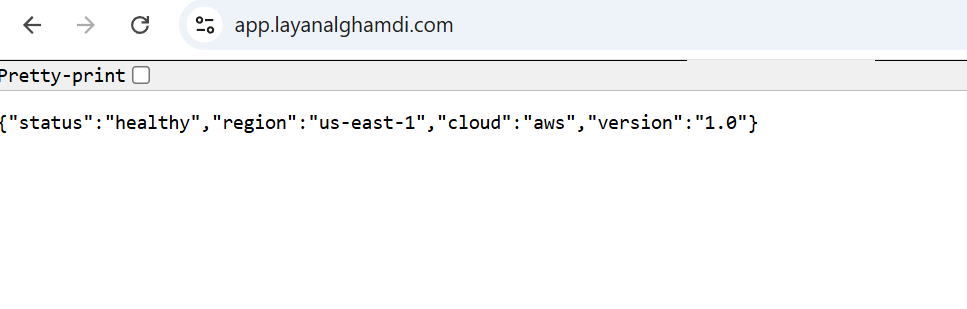 app.layanalghamdi.com
Pretty-print
{"status":"healthy","region":"us-east-1","cloud":"aws","version":"1.0"}